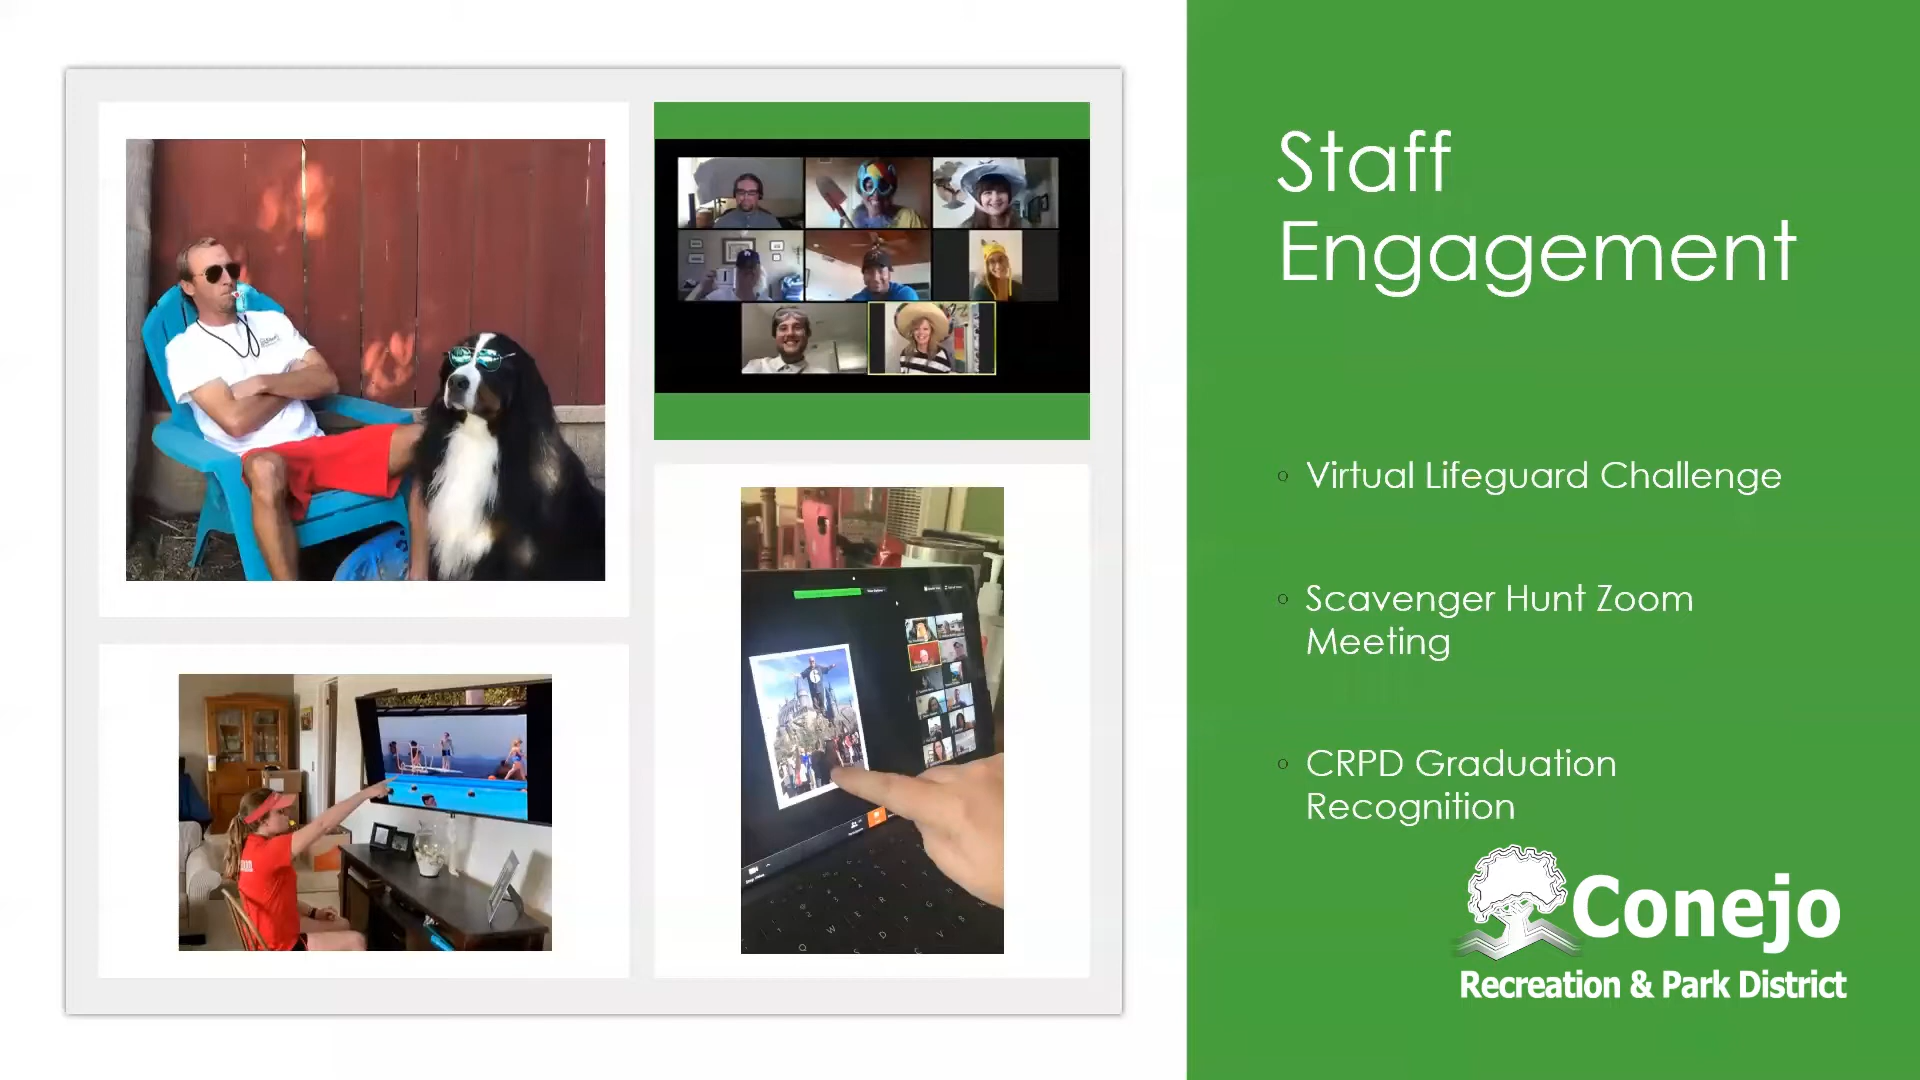 Staff
Engagement
Virtual Lifeguard Challenge
Scavenger Hunt Zoom
Meeting
CRPD Graduation
Recognition
Conejo
Recreation & Park District